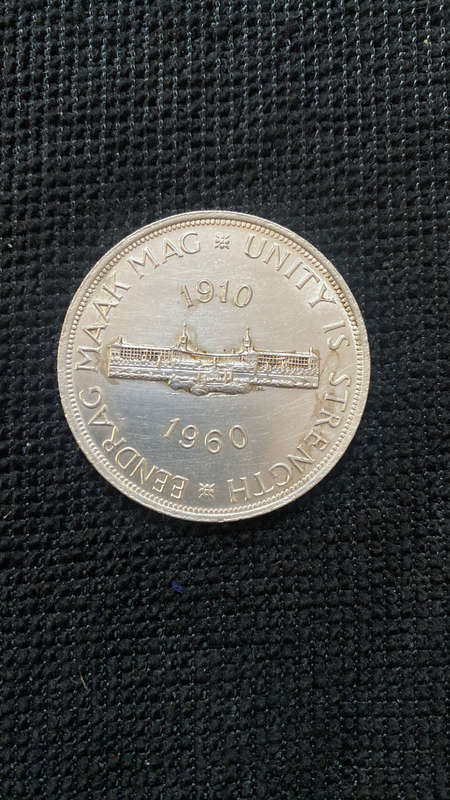 EENDRAG MAAK MAG ※ UNITY IS STRENGTH ※
1910
1960